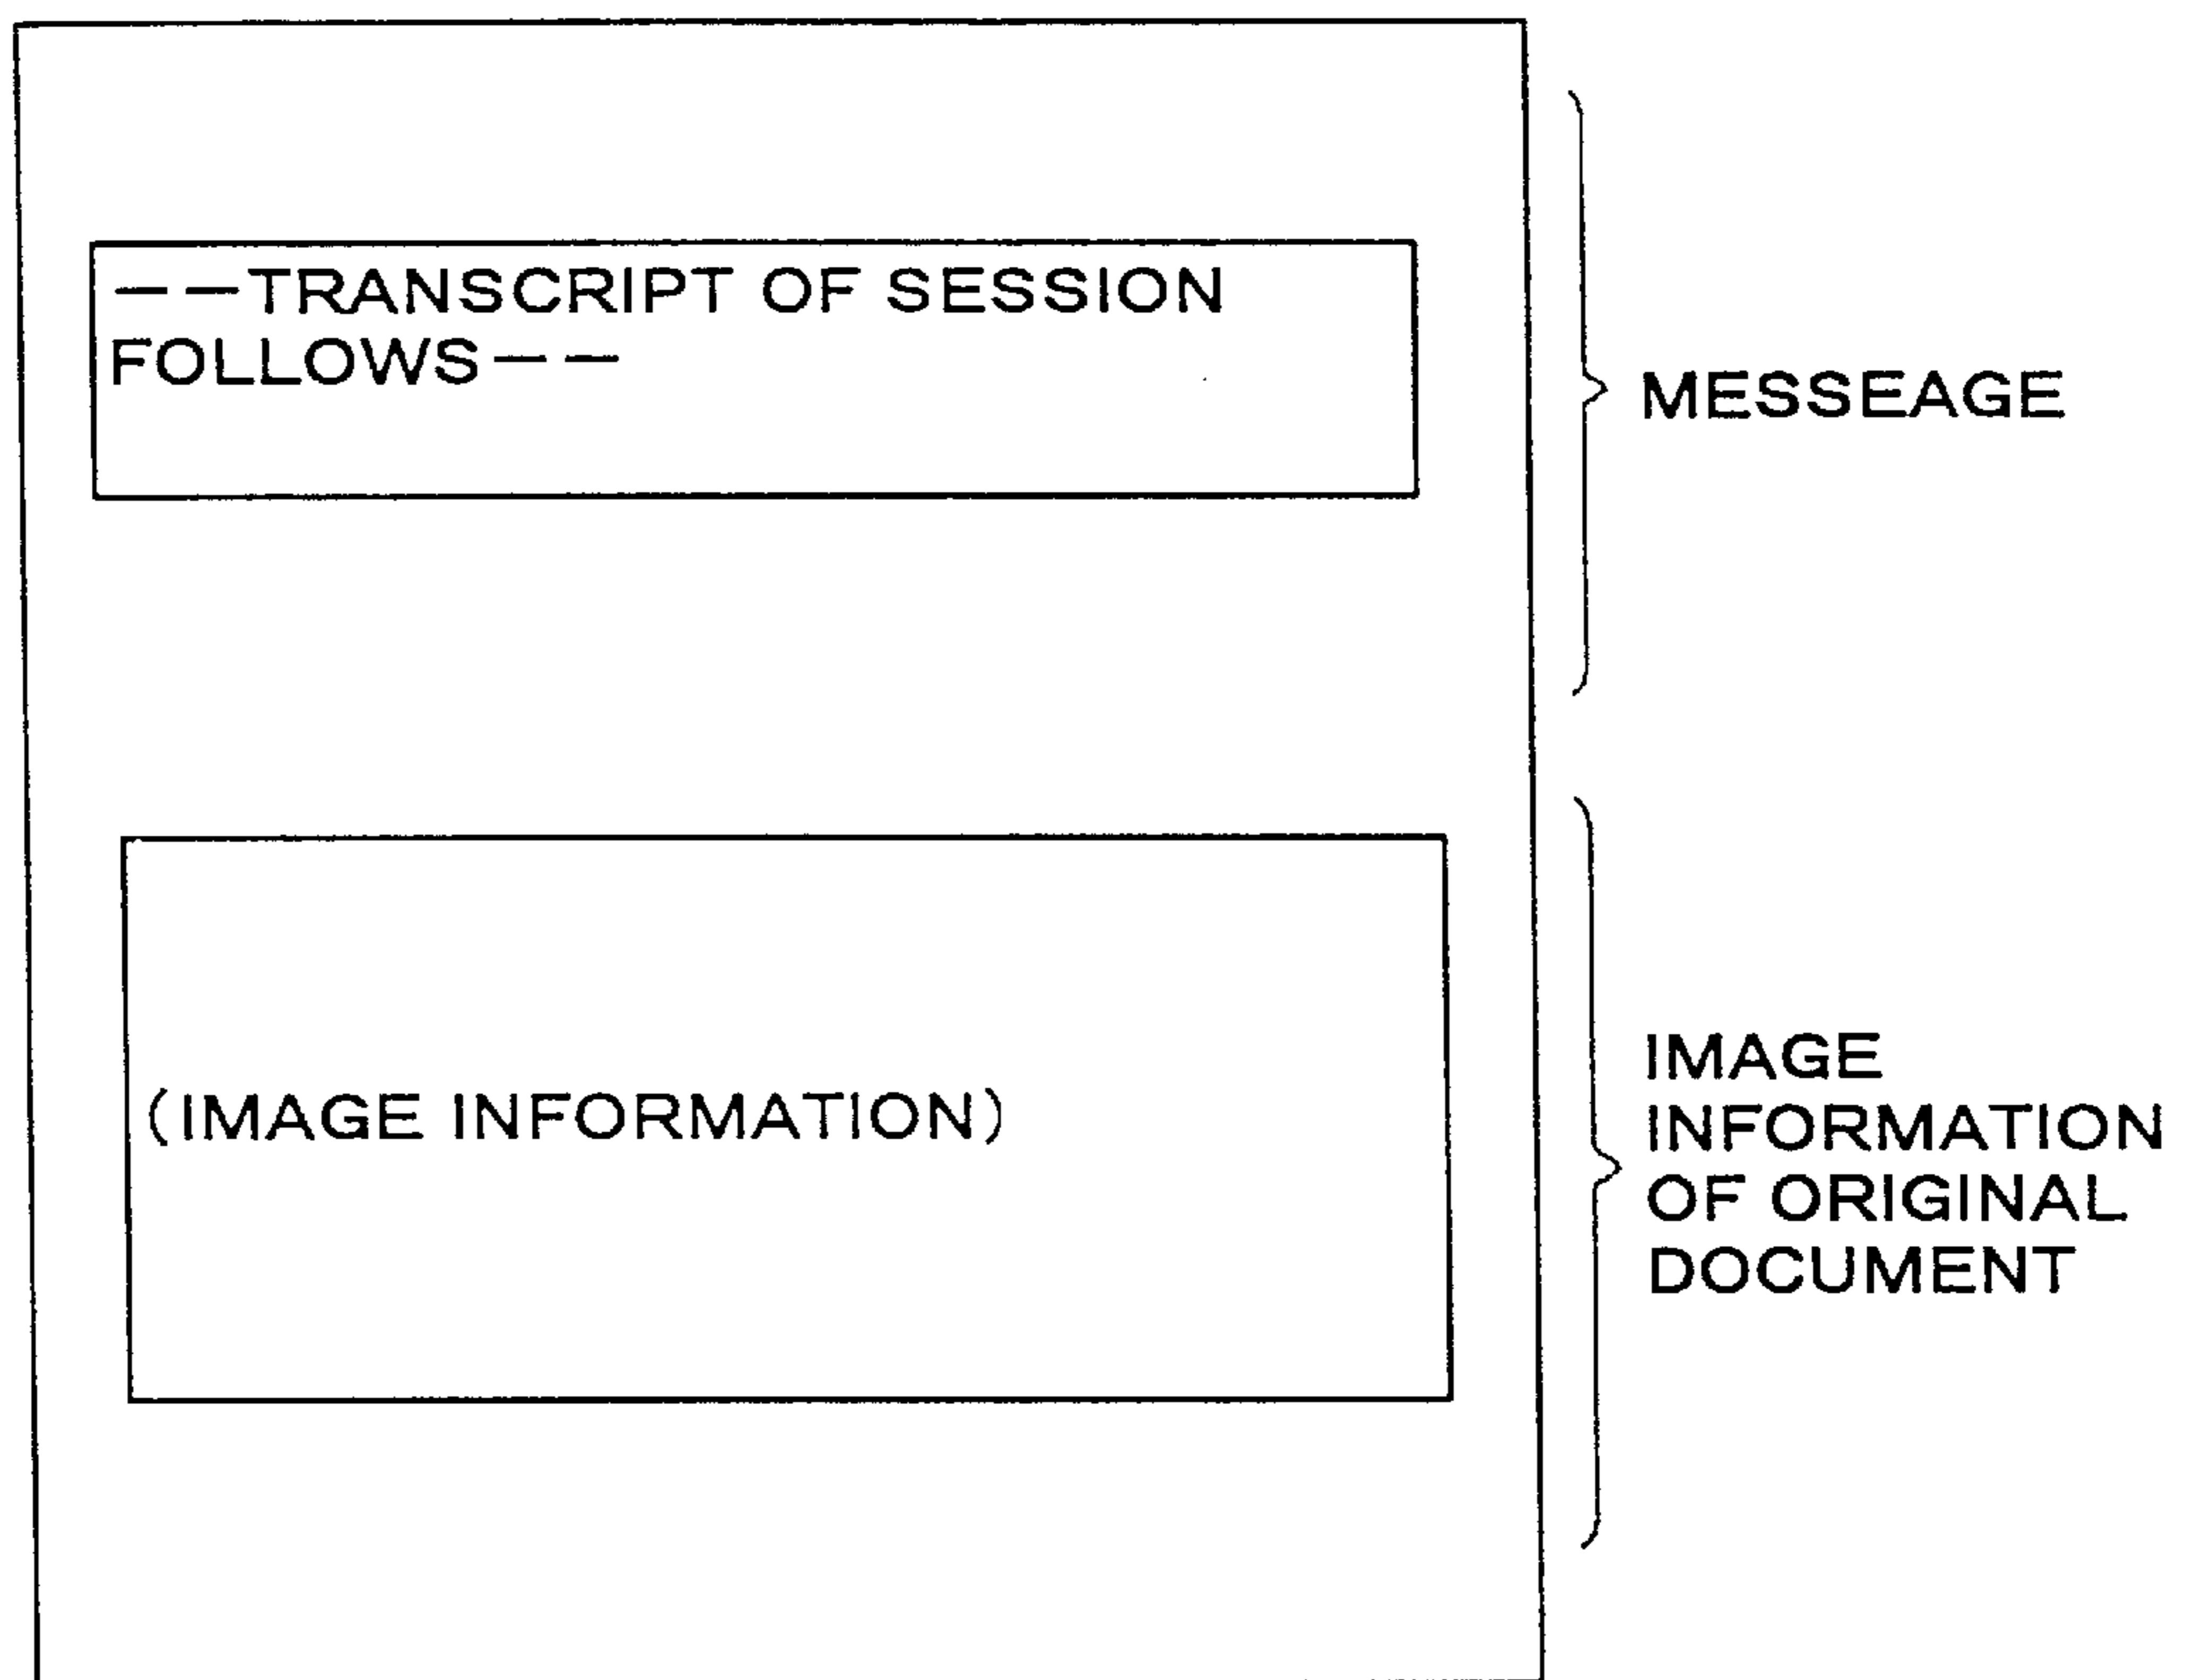 ——TRANSCRIPT OF SESSION
FOLLOWS——
MESSEAGE
(IMAGE INFORMATION)
IMAGE
INFORMATION
OF ORIGINAL
DOCUMENT